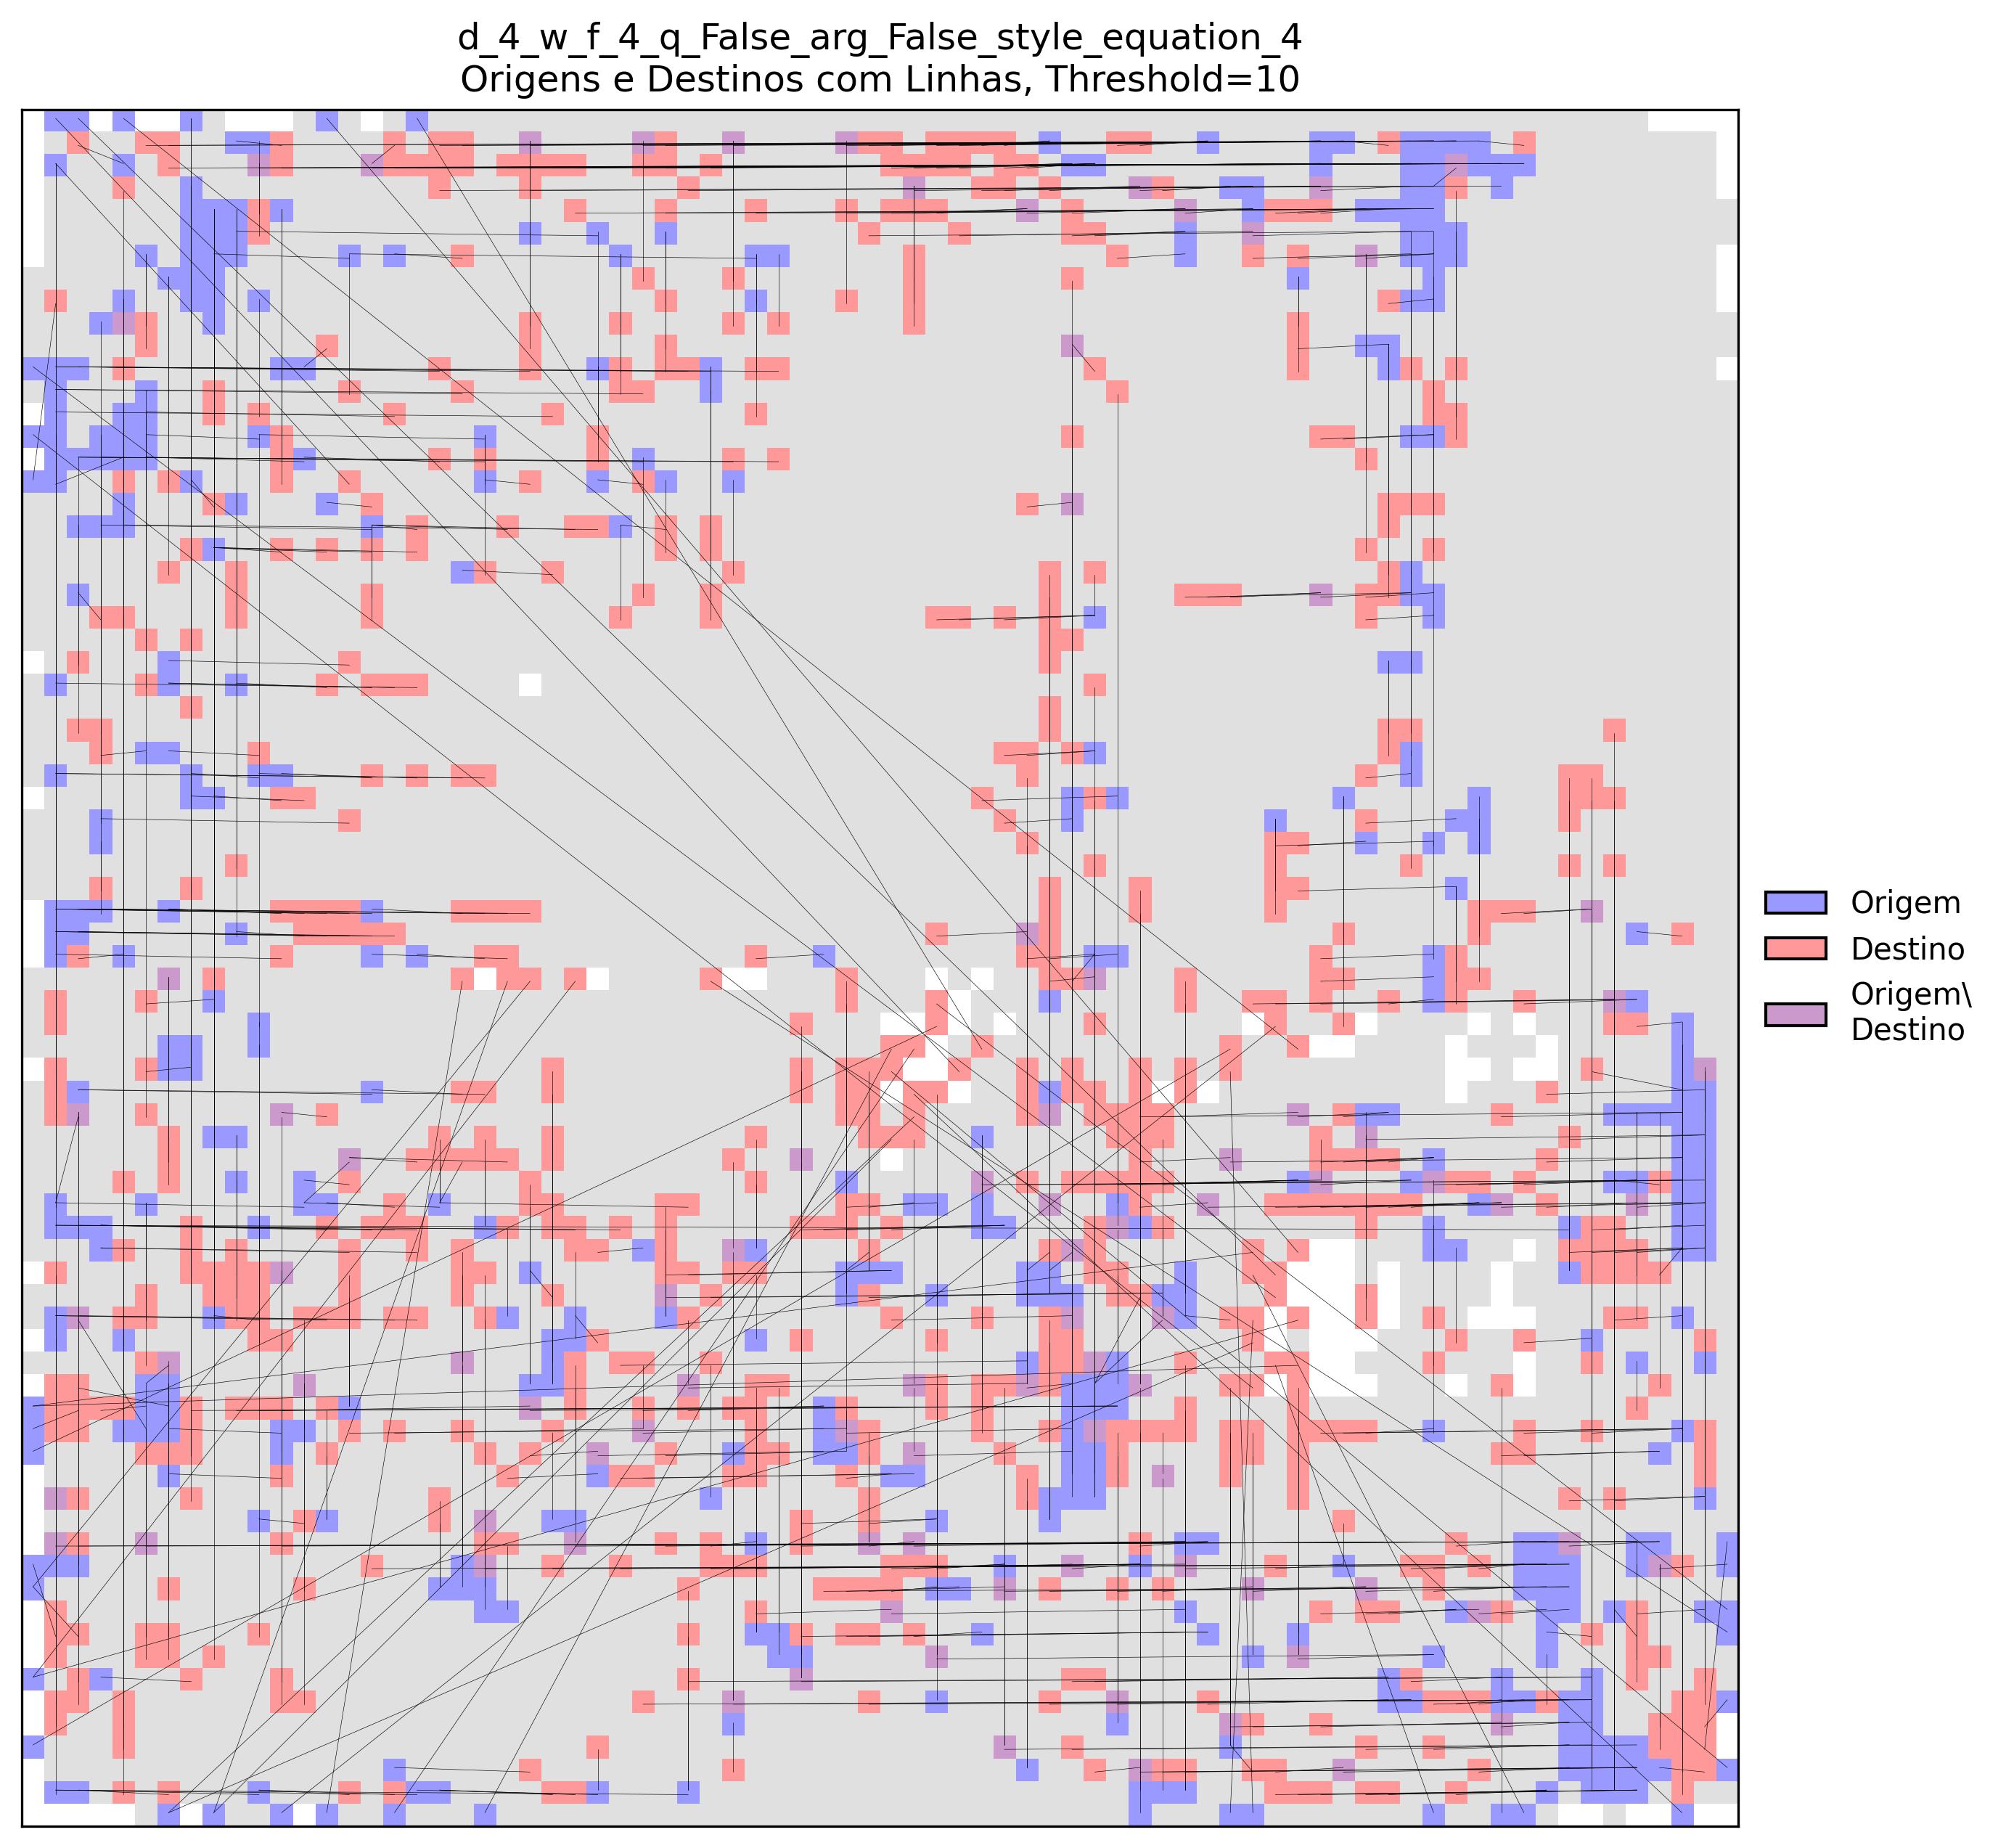 d_4_w_f_4_q_False_arg_False_style_equation_4
Origens e Destinos com Linhas, Threshold=10
Origem
Destino
Origem\
Destino